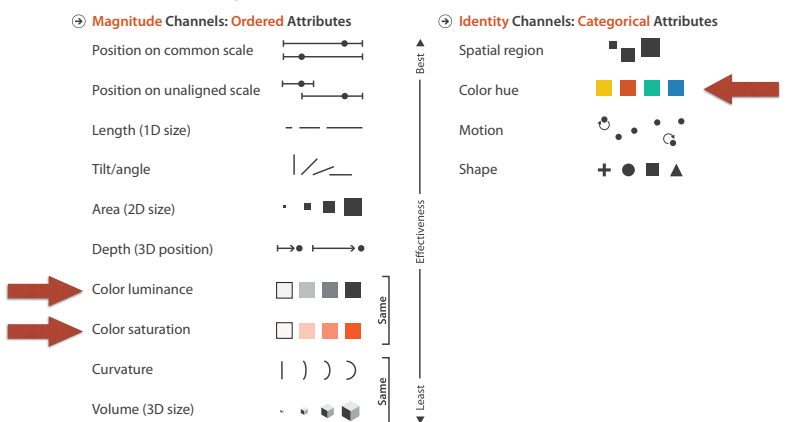 Magnitude Channels: Ordered Attributes
Position on common scale
Position on unaligned scale
Length (1D size)
Tilt/angle
Area (2D size)
Depth (3D position)
Color luminance
Color saturation
Curvature
Volume (3D size)
Same
Same
Best
Effectiveness
Least
Identity Channels: Categorical Attributes
Spatial region
Color hue
Motion
Shape